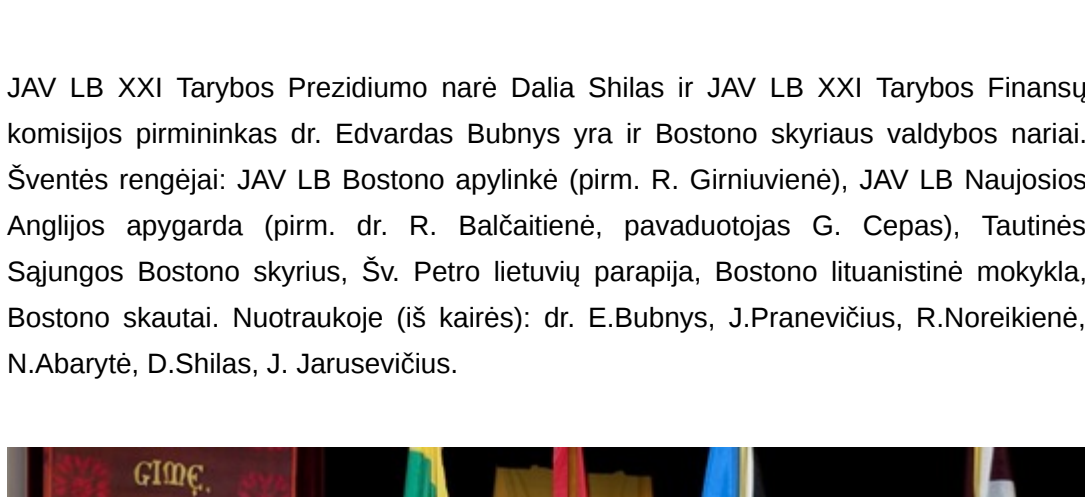 JAV LB XXI Tarybos Prezidiumo narė Dalia Shilas ir JAV LB XXI Tarybos Finansų
komisijos pirmininkas dr. Edvardas Bubnys yra ir Bostono skyriaus valdybos nariai.
Šventės rengėjai: JAV LB Bostono apylinkė (pirm. R. Girniuvienė), JAV LB Naujosios
Anglijos apygarda (pirm. dr. R. Balčaitienė, pavaduotojas G. Cepas), Tautinės
Sąjungos Bostono skyrius, Šv. Petro lietuvių parapija, Bostono lituanistinė mokykla,
Bostono skautai. Nuotraukoje (iš kairės): dr. E.Bubnys, J.Pranevičius, R.Noreikienė,
N.Abarytė, D.Shilas, J. Jarusevičius.
GIMĘ.